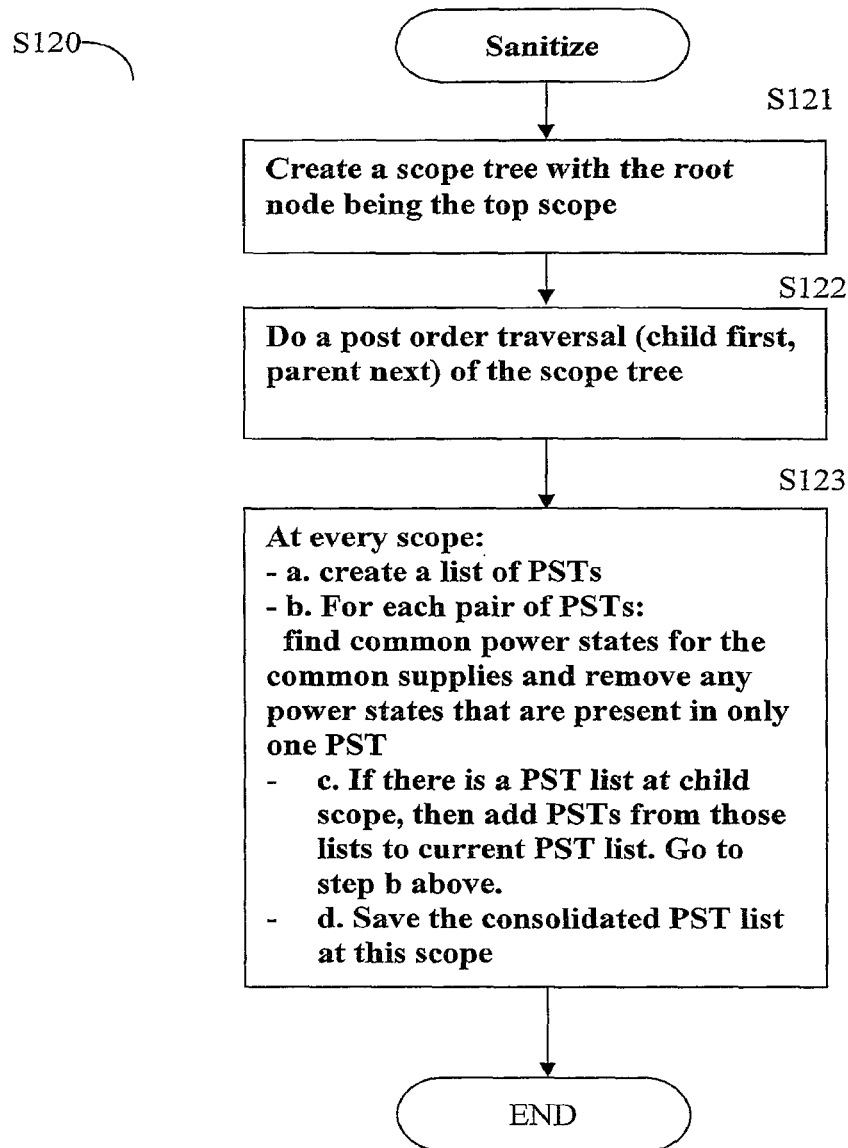 S120
Sanitize
S121
Create a scope tree with the root
node being the top scope
S122
Do a post order traversal (child first,
parent next) of the scope tree
S123
At every scope:
- a. create a list of PSTs
- b. For each pair of PSTs:
find common power states for the
common supplies and remove any
power states that are present in only
one PST
- c. If there is a PST list at child
scope, then add PSTs from those
lists to current PST list. Go to
step b above.
- d. Save the consolidated PST list
at this scope
END